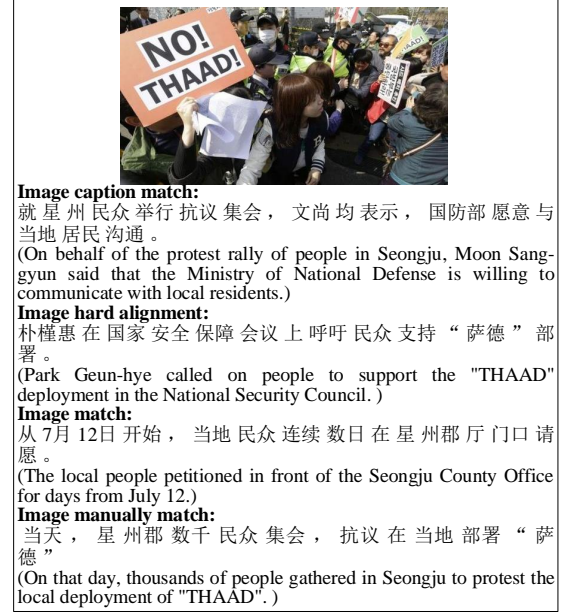 NO!
THAAD!
THAAD!
Image caption match:
就 星 州 民众 举行 抗议 集会 ， 文尚 均 表示 ， 国防部 愿意 与
当地 居民 沟通 。
(On behalf of the protest rally of people in Seongju, Moon Sang-
gyun said that the Ministry of National Defense is willing to
communicate with local residents.)
Image hard alignment:
朴槿惠 在 国家 安全 保障 会议 上 呼吁 民众 支持 “ 萨德 ” 部
署 。
(Park Geun-hye called on people to support the "THAAD"
deployment in the National Security Council. )
Image match:
从 7月 12日 开始 ， 当地 民众 连续 数日 在 星 州郡 厅 门口 请
愿 。
(The local people petitioned in front of the Seongju County Office
for days from July 12.)
Image manually match:
当天 ， 星 州郡 数千 民众 集会 ， 抗议 在 当地 部署 “ 萨
德 ”
(On that day, thousands of people gathered in Seongju to protest the
local deployment of "THAAD". )